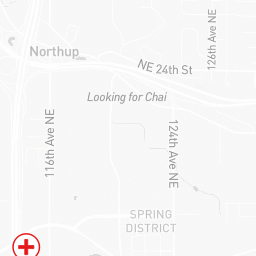 Northup
126th Ave NE
NE 24th St
Looking for Chai
116th Ave NE
124th Ave NE
SPRING
DISTRICT